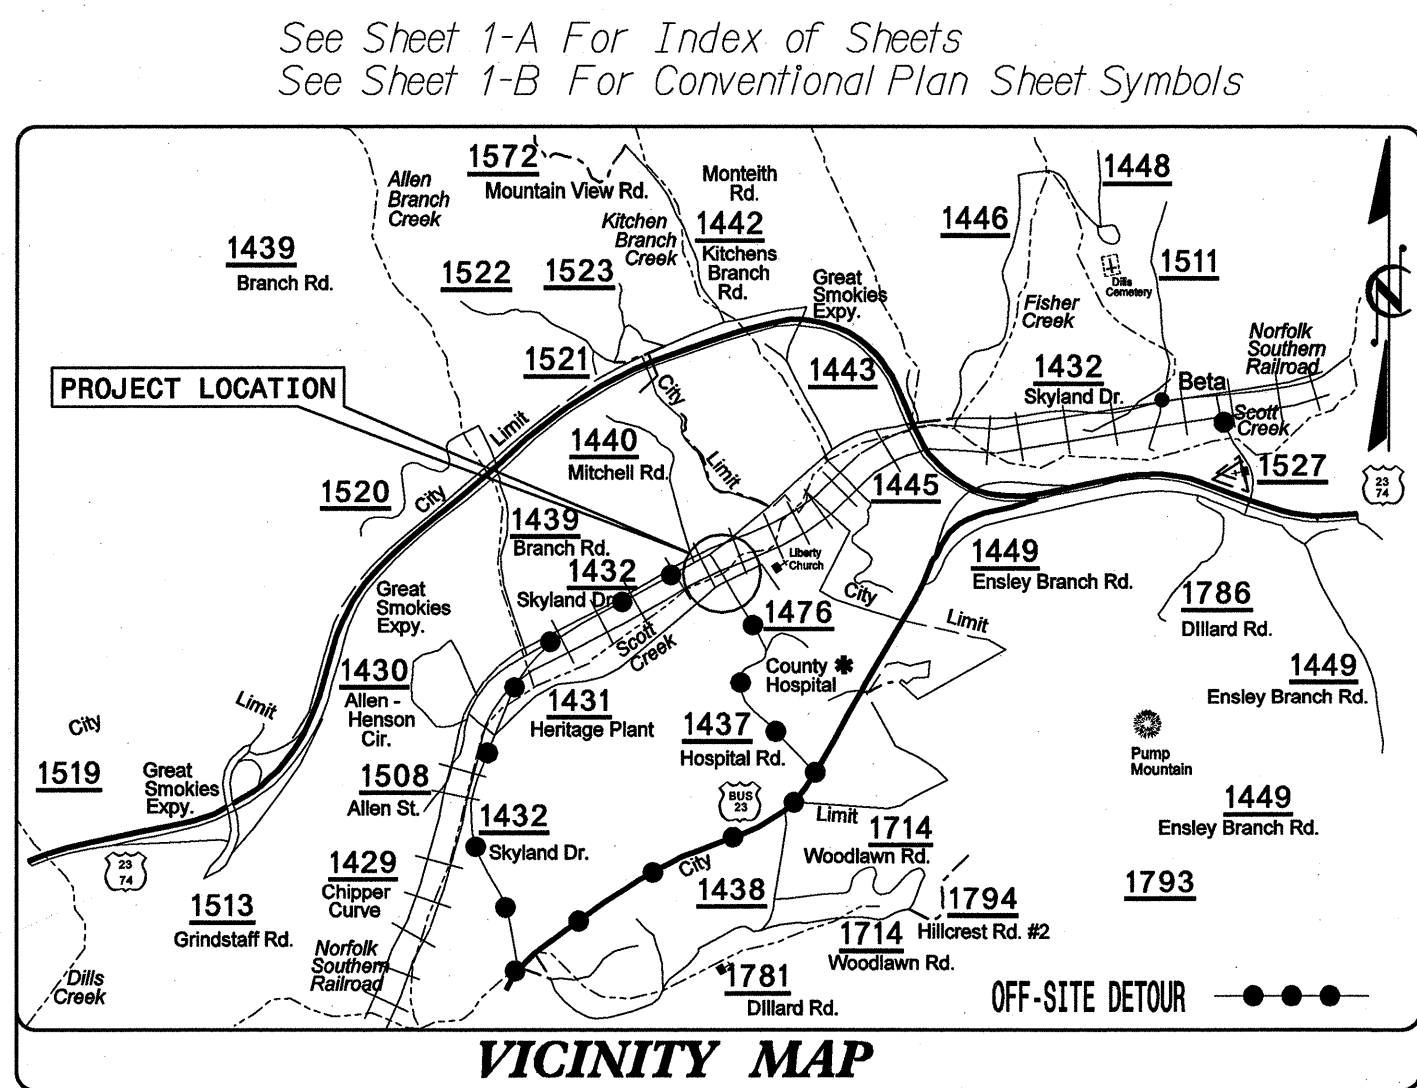 See Sheet 1-A For Index of Sheets
See Sheet 1-B For Conventional Plan Sheet Symbols
1572
Mountain View Rd.
Allen
Branch
Creek
Monteith
Rd.
1442
Kitchens
Branch
Rd.
Kitchen
Branch
Creek
1448
1446
1439
Branch Rd.
1522
1523
Great
Smokies
Expy.
1511
Dills
Cemetery
Fisher
Creek
Norfolk
Southern
Railroad
N
1521
1443
1432
Skyland Dr.
Beta
Scott
Creek
PROJECT LOCATION
City
Limit
City
Limit
1440
Mitchell Rd.
1520
1445
1527
23
74
1439
Branch Rd.
1432
Skyland Dr.
Liberty
Church
1449
Ensley Branch Rd.
City
Limit
Great
Smokies
Expy.
1476
1786
Dillard Rd.
Scott
Creek
1430
Allen -
Henson
Cir.
County
Hospital
1449
Ensley Branch Rd.
1431
Heritage Plant
1437
Hospital Rd.
City
Limit
Pump
Mountain
1519
Great
Smokies
Expy.
1508
Allen St.
BUS
23
1432
Skyland Dr.
Limit
City
1714
Woodlawn Rd.
1449
Ensley Branch Rd.
23
74
1429
Chipper
Curve
1438
1793
1513
Grindstaff Rd.
1794
Hillcrest Rd. #2
1714
Woodlawn Rd.
Norfolk
Southern
Railroad
1781
Dillard Rd.
Dills
Creek
OFF-SITE DETOUR
VICINITY MAP